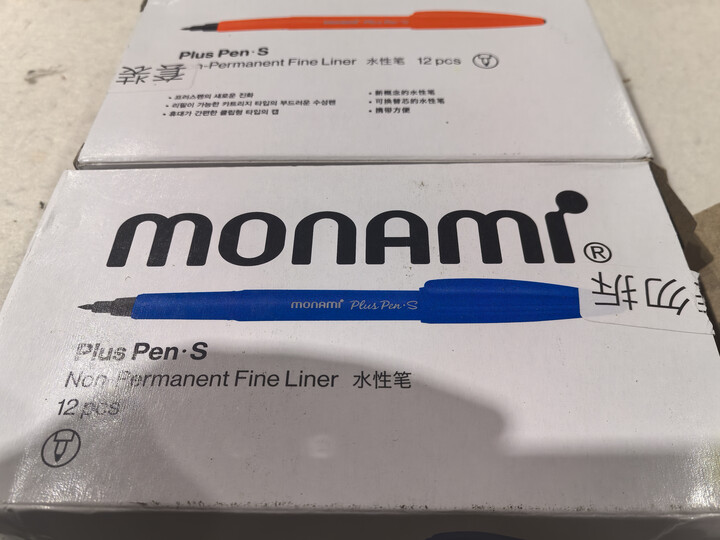 Plus Pen·S
n-Permanent Fine Liner 水性笔 12 pcs
套装
• 프러스펜의 새로운 진화
• 리필이 가능한 카트리지 타입의 부드러운 수성펜
• 휴대가 간편한 클립형 타입의 캡
• 新概念的水性笔
• 可换替芯的水性笔
• 携带方便
monami®
monami Plus Pen·S
勿拆
Plus Pen·S
Non-Permanent Fine Liner 水性笔
12 pcs